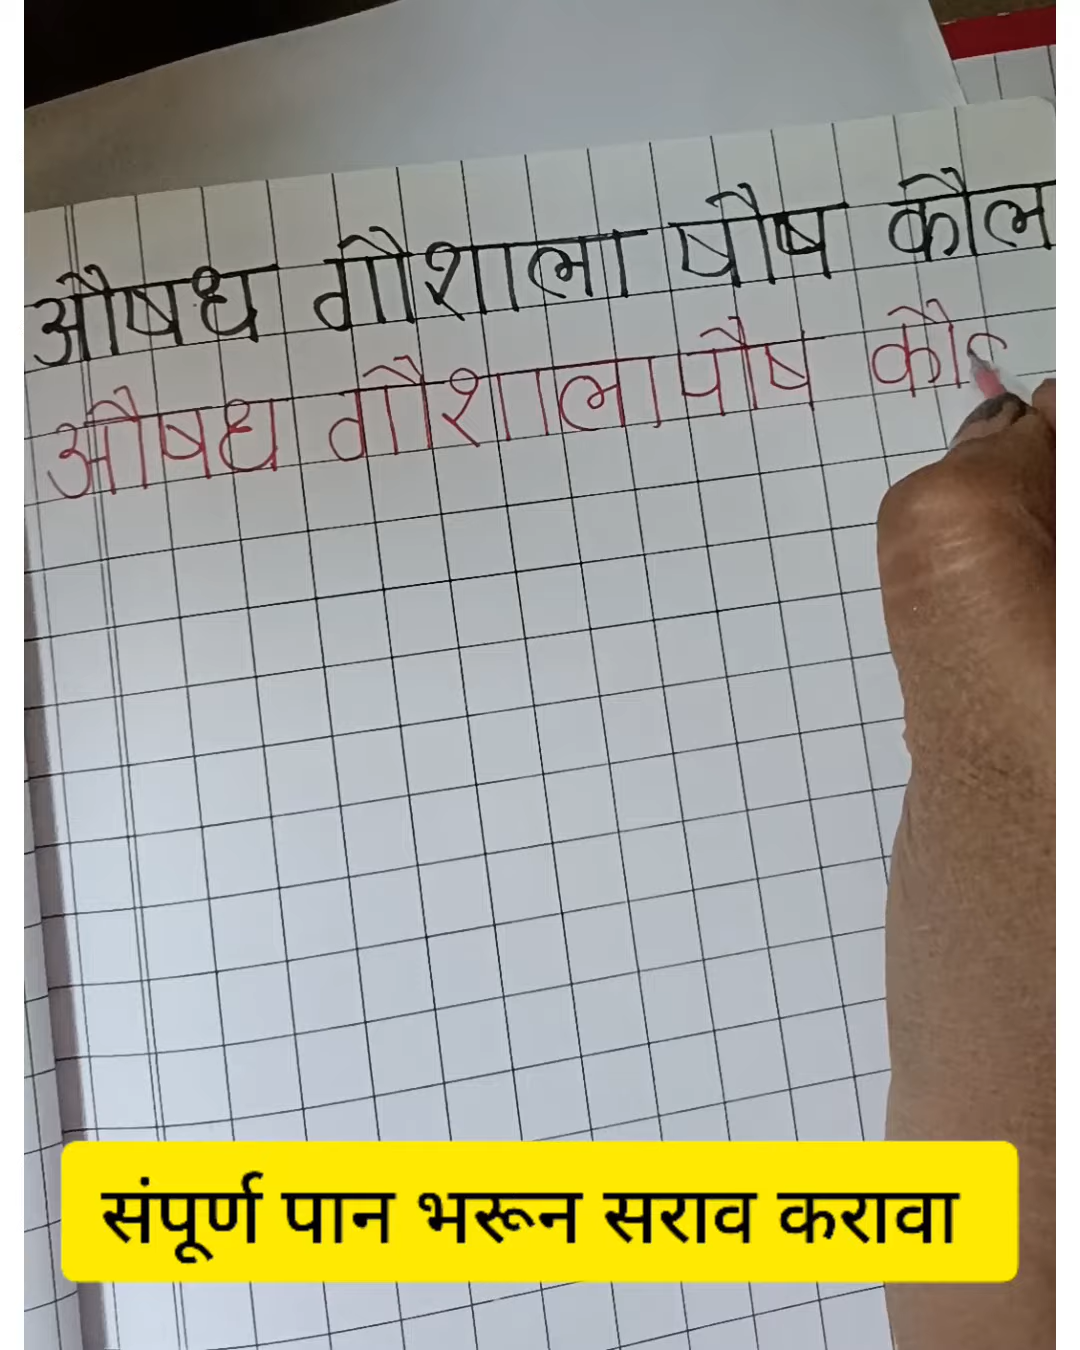 औषध गौशाला पौष कौल
औषध गौशाला पौष कौ
संपूर्ण पान भरून सराव करावा